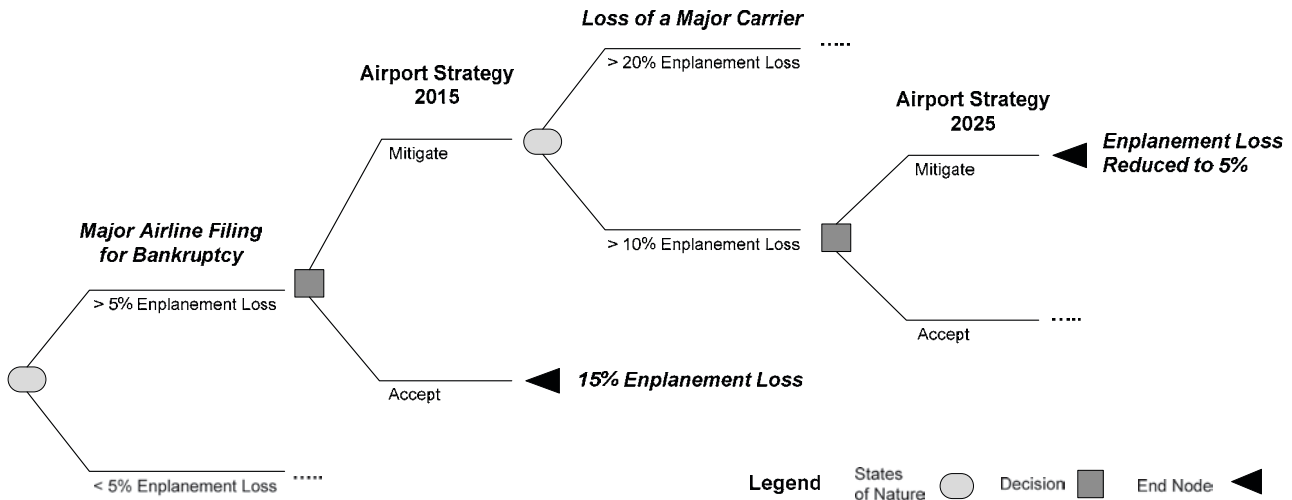 Loss of a Major Carrier
.....
> 20% Enplanement Loss
Airport Strategy
2015
Mitigate
Airport Strategy
2025
Mitigate
Enplanement Loss
Reduced to 5%
Major Airline Filing
for Bankruptcy
> 10% Enplanement Loss
> 5% Enplanement Loss
Accept
.....
Accept
15% Enplanement Loss
< 5% Enplanement Loss
.....
Legend
States
of Nature
Decision
End Node